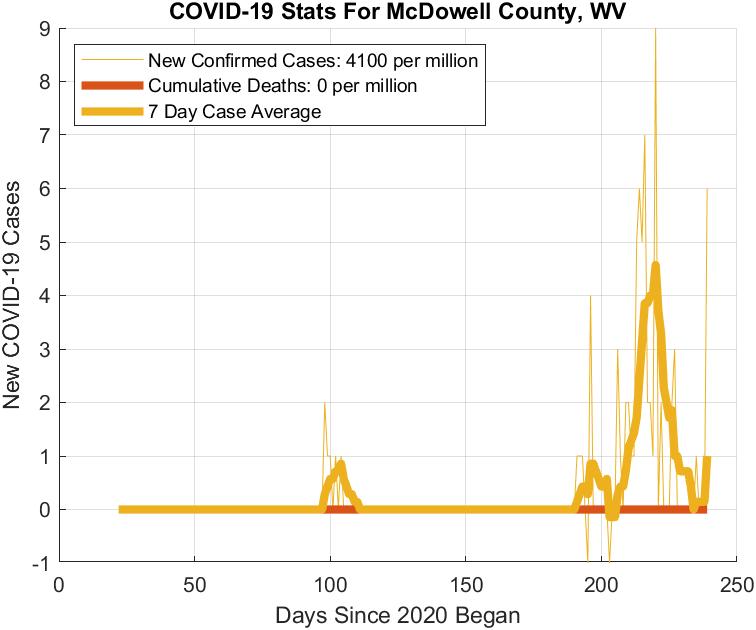 COVID-19 Stats For McDowell County, WV
New Confirmed Cases: 4100 per million
Cumulative Deaths: 0 per million
7 Day Case Average
New COVID-19 Cases
9
8
7
6
5
4
3
2
1
0
-1
0 50 100 150 200 250
Days Since 2020 Began